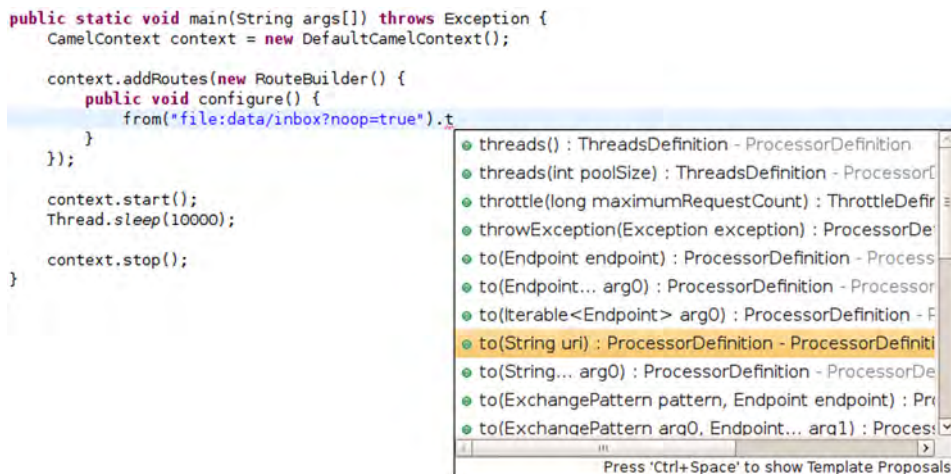 public static void main(String args[]) throws Exception {
CamelContext context = new DefaultCamelContext();
context.addRoutes(new RouteBuilder() {
public void configure() {
from("file:data/inbox?noop=true").t
}
});
context.start();
Thread.sleep(10000);
context.stop();
}
threads() : ThreadsDefinition - ProcessorDefinition
threads(int poolSize) : ThreadsDefinition - Processor
throttle(long maximumRequestCount) : ThrottleDefin
throwException(Exception exception) : ProcessorDe
to(Endpoint endpoint) : ProcessorDefinition - Process
to(Endpoint... arg0) : ProcessorDefinition - Processor
to(Iterable<Endpoint> arg0) : ProcessorDefinition - P
to(String uri) : ProcessorDefinition - ProcessorDefiniti
to(String... arg0) : ProcessorDefinition - ProcessorDe
to(ExchangePattern pattern, Endpoint endpoint) : Pro
to(ExchangePattern arg0, Endpoint... arg1) : Process
Press 'Ctrl+Space' to show Template Proposals